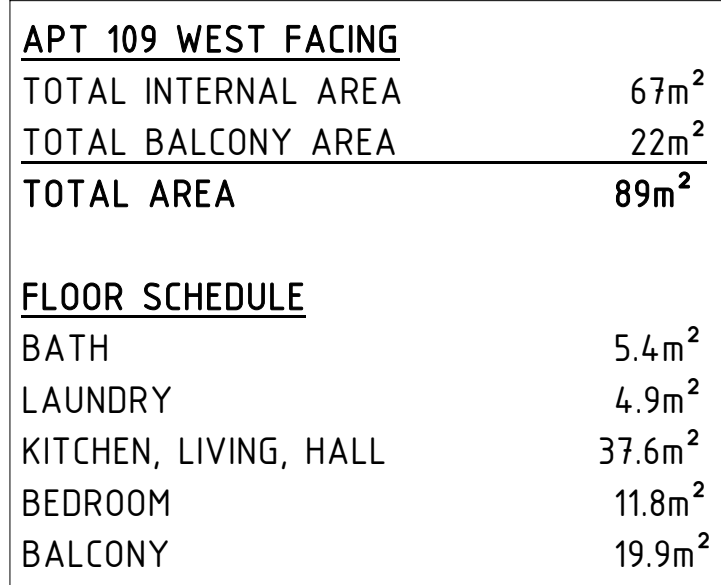 APT 109 WEST FACING
TOTAL INTERNAL AREA 67m²
TOTAL BALCONY AREA 22m²
TOTAL AREA 89m²
FLOOR SCHEDULE
BATH 5.4m²
LAUNDRY 4.9m²
KITCHEN, LIVING, HALL 37.6m²
BEDROOM 11.8m²
BALCONY 19.9m²